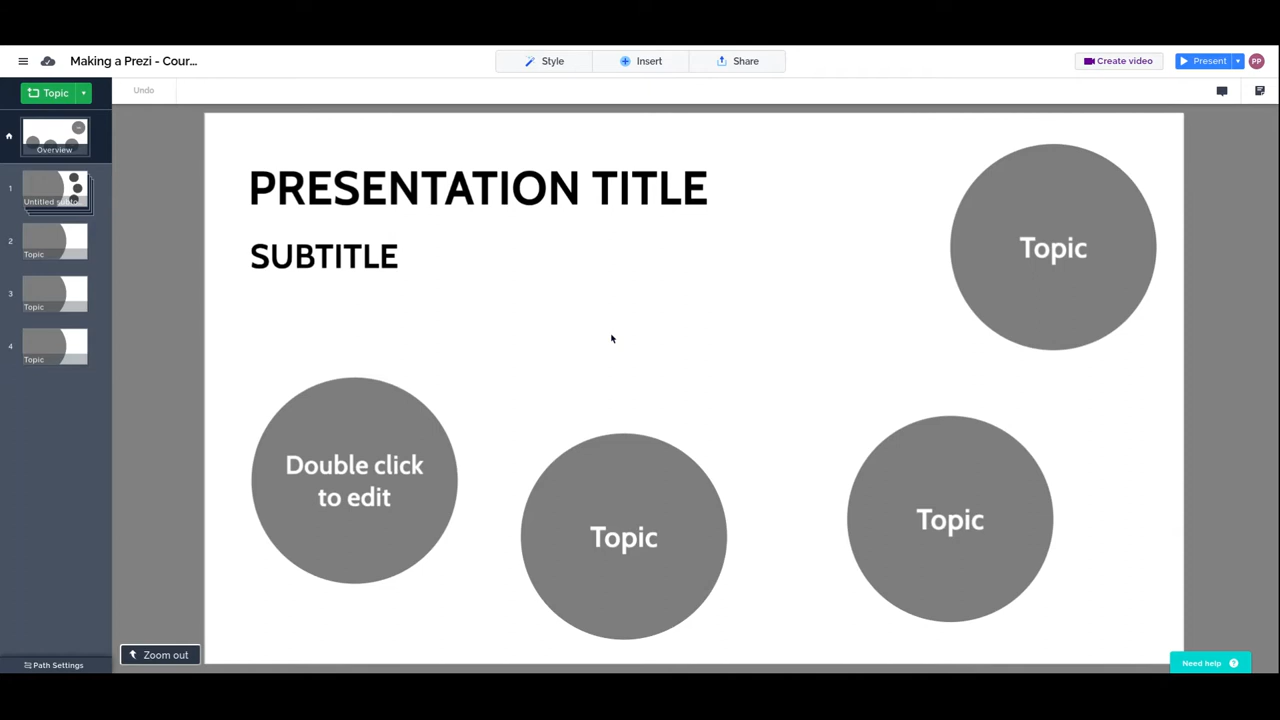 Making a Prezi - Cour...
Style
Insert
Share
Create video
Present
PP
Topic
Undo
Overview
1
Untitled subto...
2
Topic
3
Topic
4
Topic
PRESENTATION TITLE
SUBTITLE
Topic
Double click
to edit
Topic
Topic
Zoom out
Path Settings
Need help ?